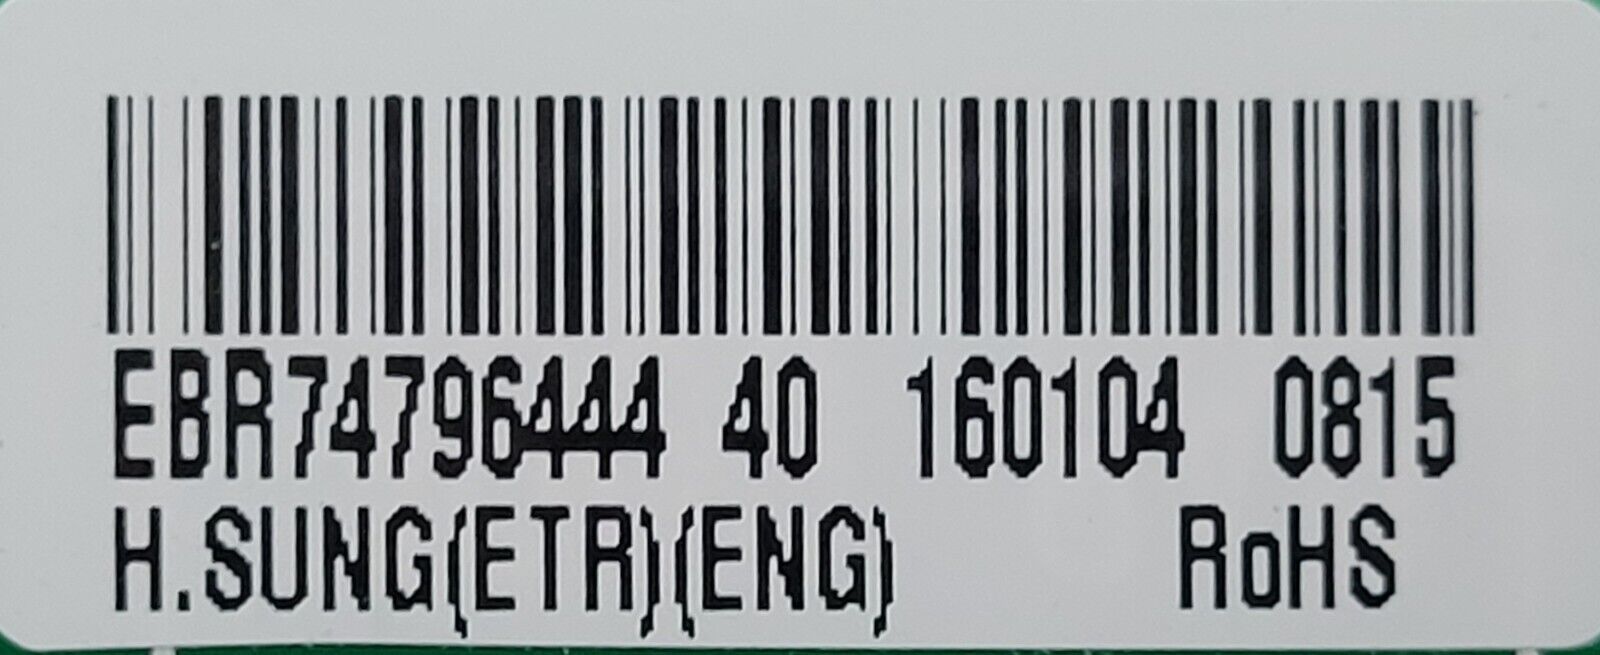 EBR74796444 40 160104 0815
H.SUNG(ETR)(ENG) RoHS